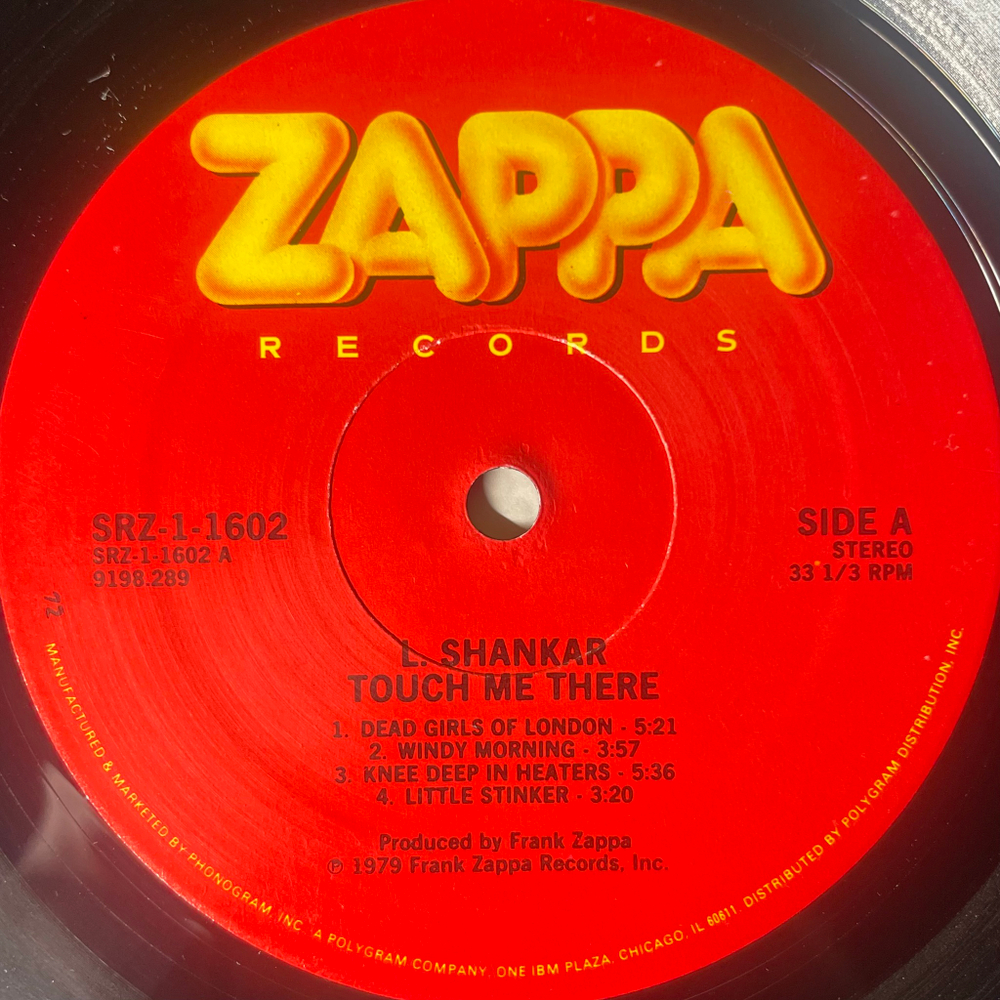 ZAPPA
RECORDS
SRZ-1-1602
SRZ-1-1602 A
9198.289
72
SIDE A
STEREO
33 1/3 RPM
L. SHANKAR
TOUCH ME THERE
1. DEAD GIRLS OF LONDON - 5:21
2. WINDY MORNING - 3:57
3. KNEE DEEP IN HEATERS - 5:36
4. LITTLE STINKER - 3:20
Produced by Frank Zappa
℗ 1979 Frank Zappa Records, Inc.
MANUFACTURED & MARKETED BY PHONOGRAM, INC. A POLYGRAM COMPANY, ONE IBM PLAZA, CHICAGO, IL 60611 DISTRIBUTED BY POLYGRAM DISTRIBUTION, INC.